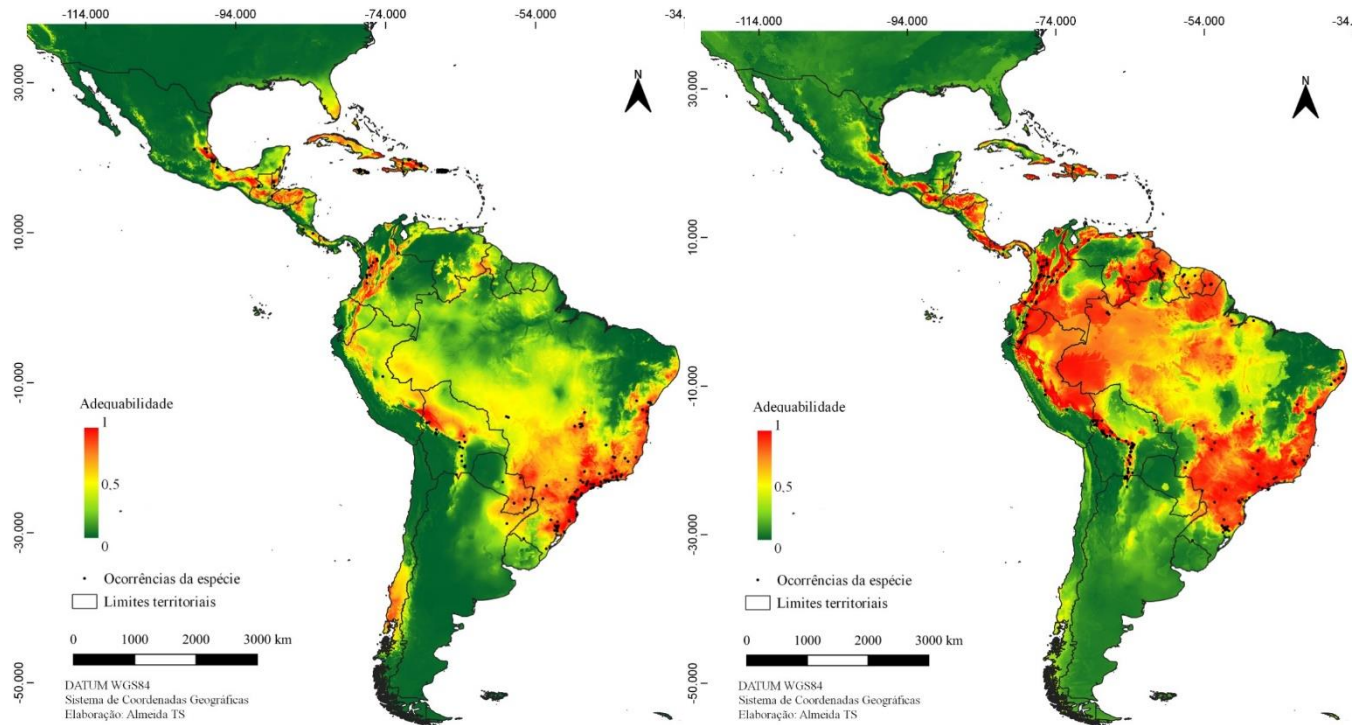 -114.000 -94.000 -74.000 -54.000 -34.
30.000
10.000
-10.000
-30.000
-50.000
N
Adequabilidade
1
0.5
0
Ocorrências da espécie
Limites territoriais
0 1000 2000 3000 km
DATUM WGS84
Sistema de Coordenadas Geográficas
Elaboração: Almeida TS
-114.000 -94.000 -74.000 -54.000 -34.
30.000
10.000
-10.000
-30.000
-50.000
N
Adequabilidade
1
0.5
0
Ocorrências da espécie
Limites territoriais
0 1000 2000 3000 km
DATUM WGS84
Sistema de Coordenadas Geográficas
Elaboração: Almeida TS